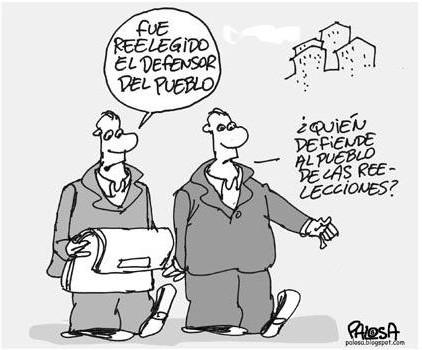 FUE
REELEGIDO
EL DEFENSOR
DEL PUEBLO
¿QUIÉN
DEFIENDE
AL PUEBLO
DE LAS REE-
LECCIONES?
PALOSA
palosa.blogspot.com